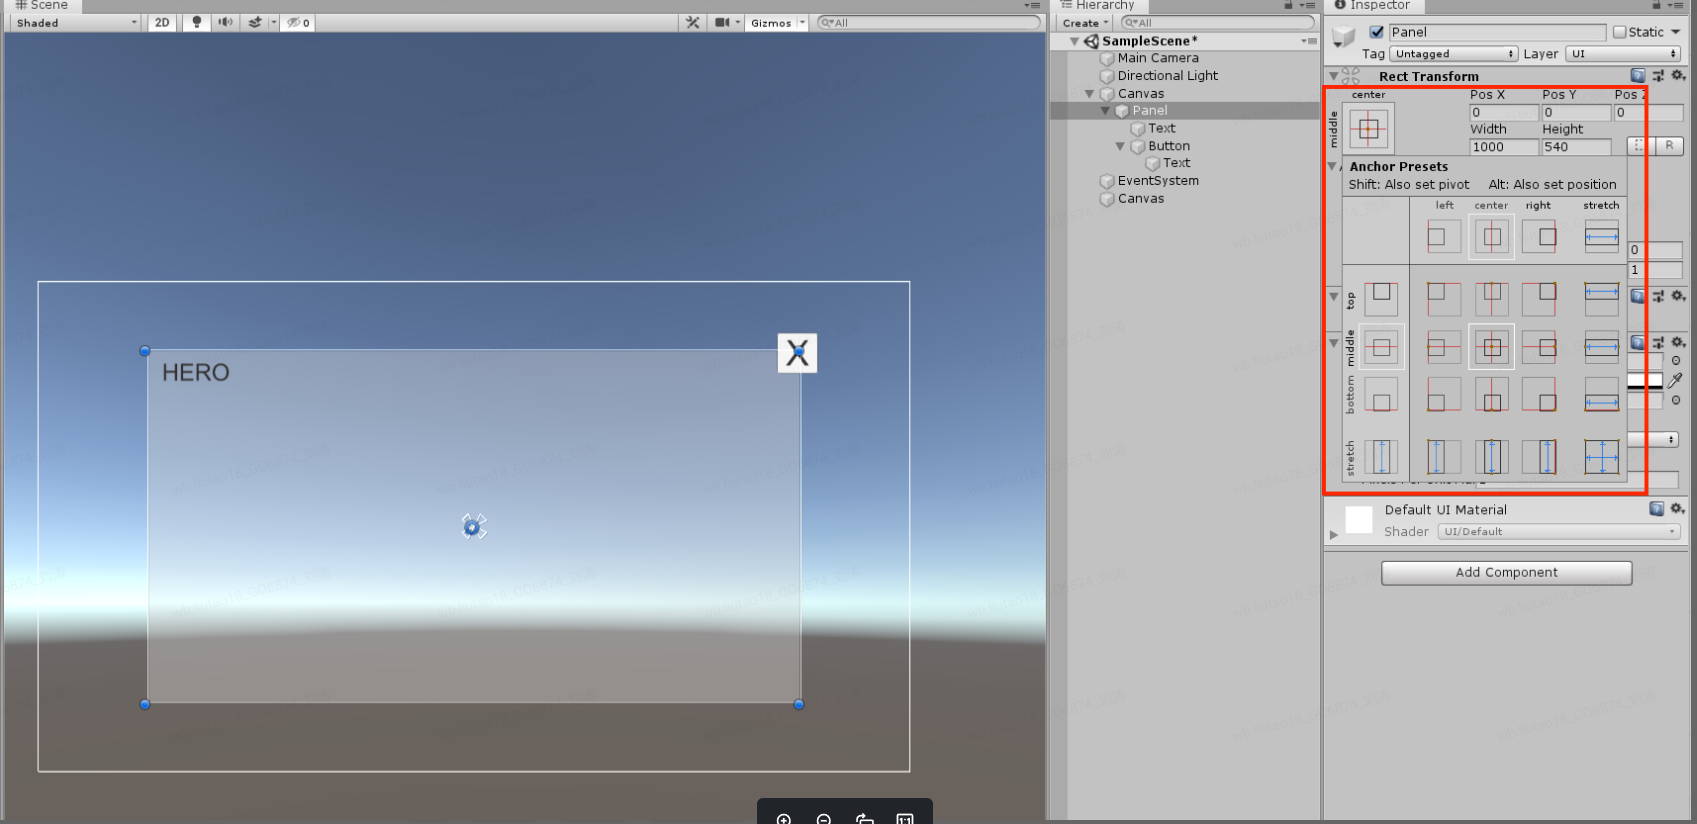 Scene
Shaded
2D
0
Gizmos
All
HERO
X
Hierarchy
Create
All
SampleScene*
Main Camera
Directional Light
Canvas
Panel
Text
Button
Text
EventSystem
Canvas
Inspector
Panel
Static
Tag Untagged Layer UI
Rect Transform
center
middle
Pos X Pos Y Pos Z
0 0 0
Width Height
1000 540
R
Anchor Presets
Shift: Also set pivot Alt: Also set position
left center right stretch
top
middle
bottom
stretch
0
1
Default UI Material
Shader UI/Default
Add Component
1:1